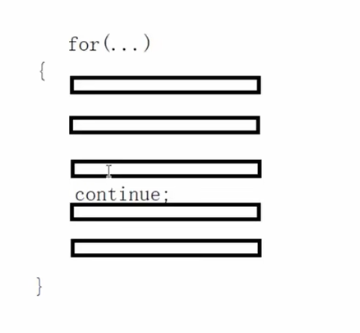 for(...)
{
continue;
}